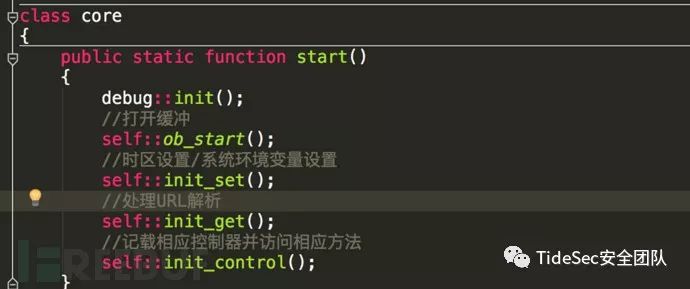 class core
{
public static function start()
{
debug::init();
//打开缓冲
self::ob_start();
//时区设置/系统环境变量设置
self::init_set();
//处理URL解析
self::init_get();
//记载相应控制器并访问相应方法
self::init_control();
}
TideSec安全团队